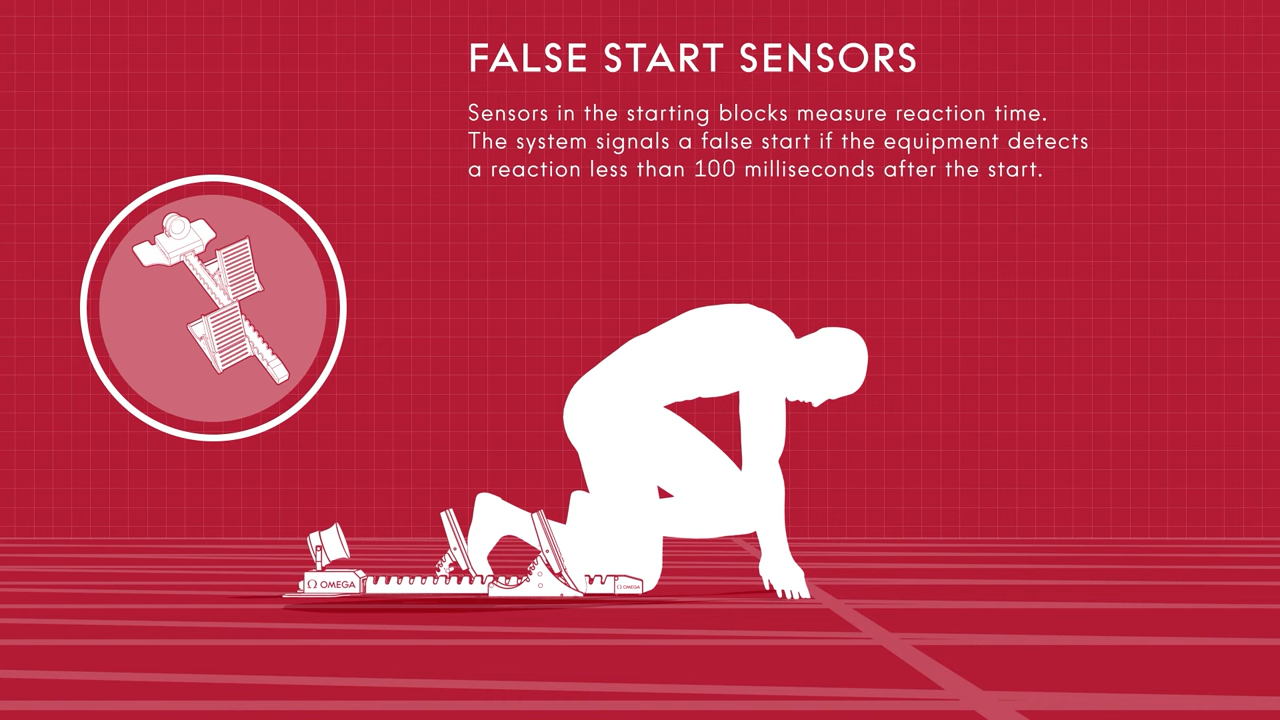 FALSE START SENSORS
Sensors in the starting blocks measure reaction time.
The system signals a false start if the equipment detects
a reaction less than 100 milliseconds after the start.
Ω OMEGA
Ω OMEGA